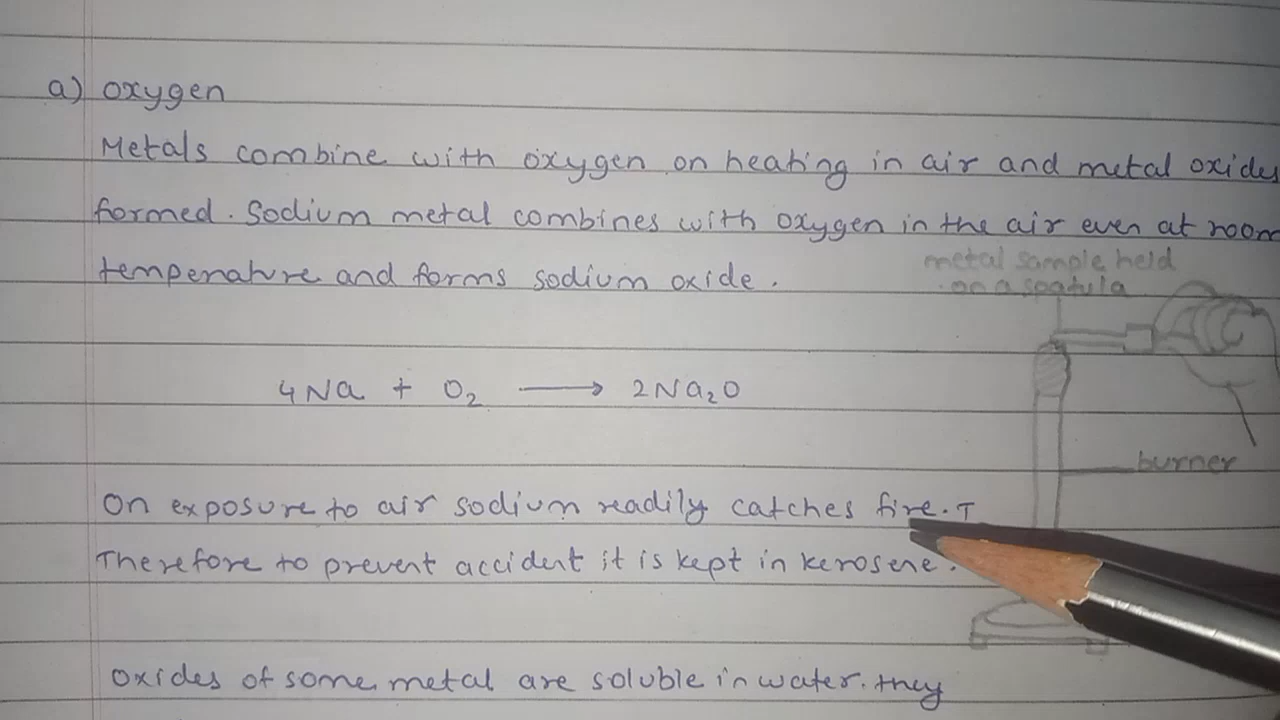 a) oxygen
Metals combine with oxygen on heating in air and metal oxides
formed. Sodium metal combines with oxygen in the air even at room
temperature and forms sodium oxide.
metal sample held
on a spatula
4Na + O₂ ⟶ 2Na₂O
burner
On exposure to air sodium readily catches fire. T
Therefore to prevent accident it is kept in kerosene.
oxides of some metal are soluble in water. they